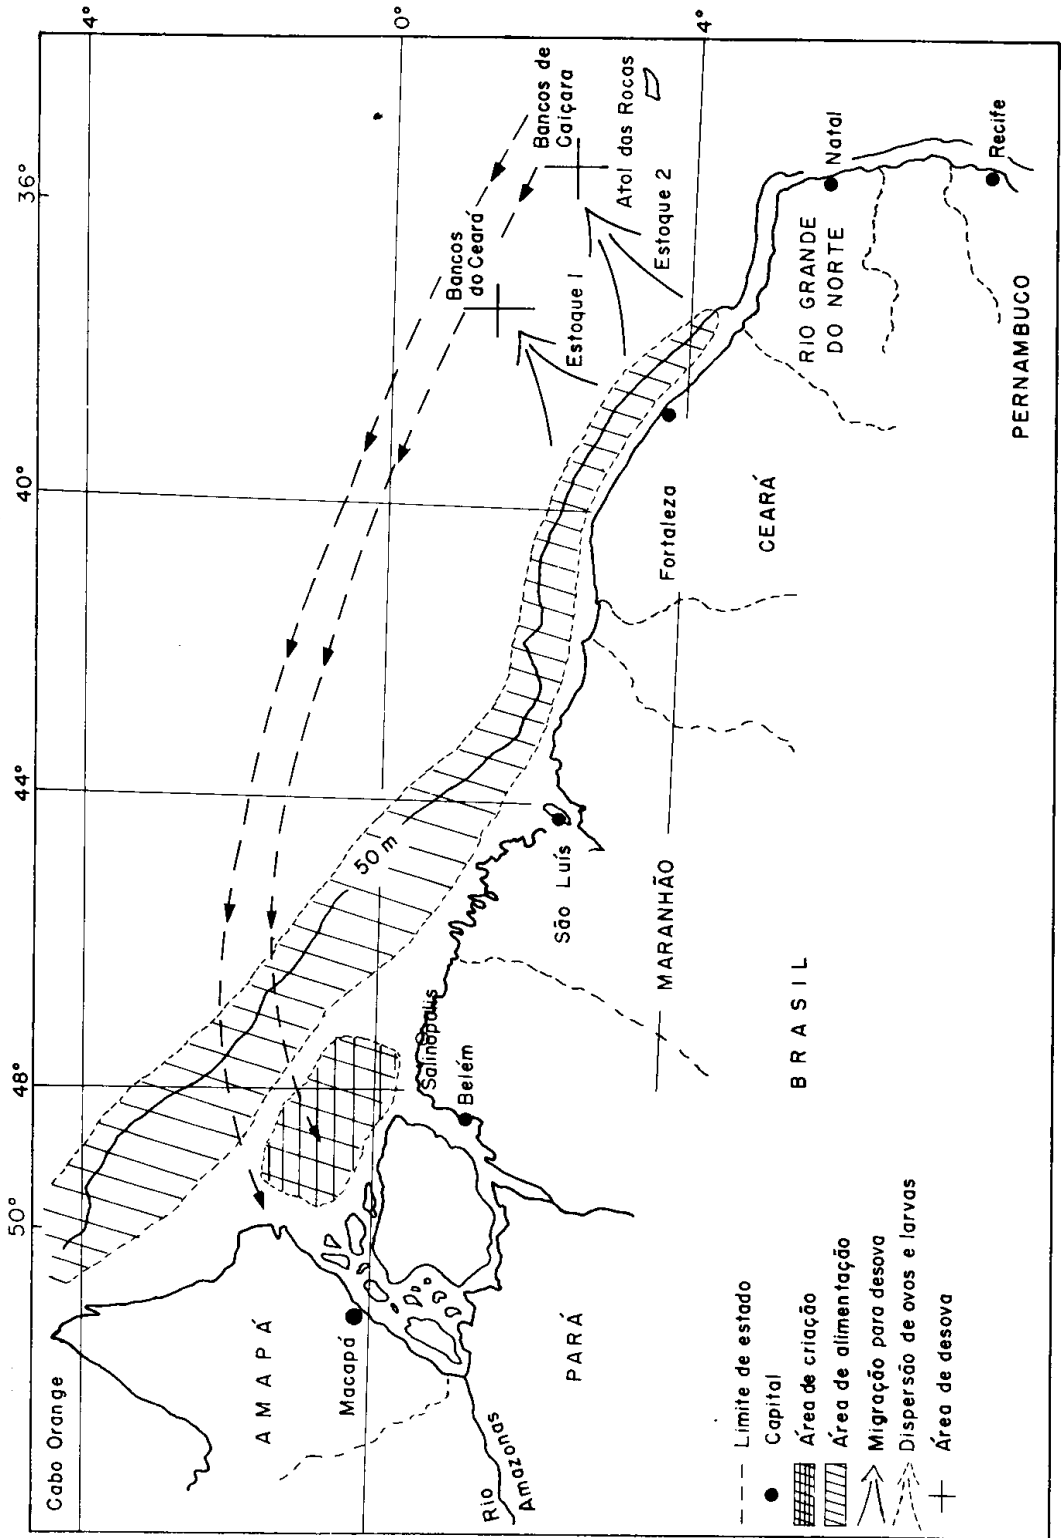 50°
48°
44°
40°
36°
4°
0°
4°
Cabo Orange
AMAPÁ
Macapá
Rio
Amazonas
PARÁ
Salinópolis
Belém
50 m
São Luís
MARANHÃO
BRASIL
Fortaleza
CEARÁ
Bancos
do Ceará
Estoque 1
Bancos de
Caiçara
Atol das Rocas
Estoque 2
RIO GRANDE
DO NORTE
Natal
Recife
PERNAMBUCO
Limite de estado
Capital
Área de criação
Área de alimentação
Migração para desova
Dispersão de ovos e larvas
Área de desova